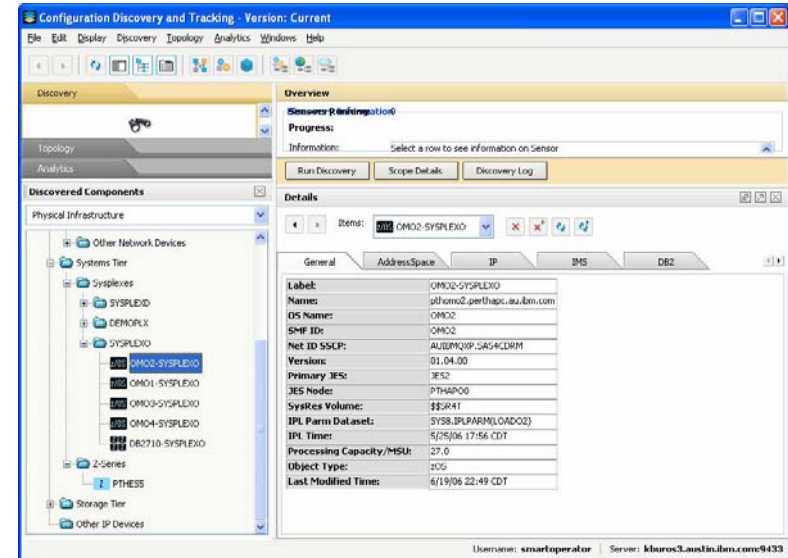 Configuration Discovery and Tracking - Version: Current
File Edit Display Discovery Topology Analytics Windows Help
Discovery
Topology
Analytics
Discovered Components
Physical Infrastructure
Other Network Devices
Systems Tier
Sysplexes
SYSPLEXD
DEMOPLX
SYSPLEXO
z/OS OMO2-SYSPLEXO
z/OS OMO1-SYSPLEXO
z/OS OMO3-SYSPLEXO
z/OS OMO4-SYSPLEXO
DB2710-SYSPLEXO
Z-Series
z PTHES5
Storage Tier
Other IP Devices
Overview
Progress:
Information: Select a row to see information on Sensor
Run Discovery Scope Details Discovery Log
Details
Items: z/OS OMO2-SYSPLEXO
General AddressSpace IP IMS DB2
Label: OMO2-SYSPLEXO
Name: pthomo2.perthapc.au.ibm.com
OS Name: OMO2
SMF ID: OMO2
Net ID SSCP: AUIBMQXP.SAS4CDRM
Version: 01.04.00
Primary JES: JES2
JES Node: PTHAPO0
SysRes Volume: $$SR4T
IPL Parm Dataset: SYS8.IPLPARM(LOADO2)
IPL Time: 5/25/06 17:56 CDT
Processing Capacity/MSU: 27.0
Object Type: zOS
Last Modified Time: 6/19/06 22:49 CDT
Username: smartoperator Server: kburos3.austin.ibm.com:9433